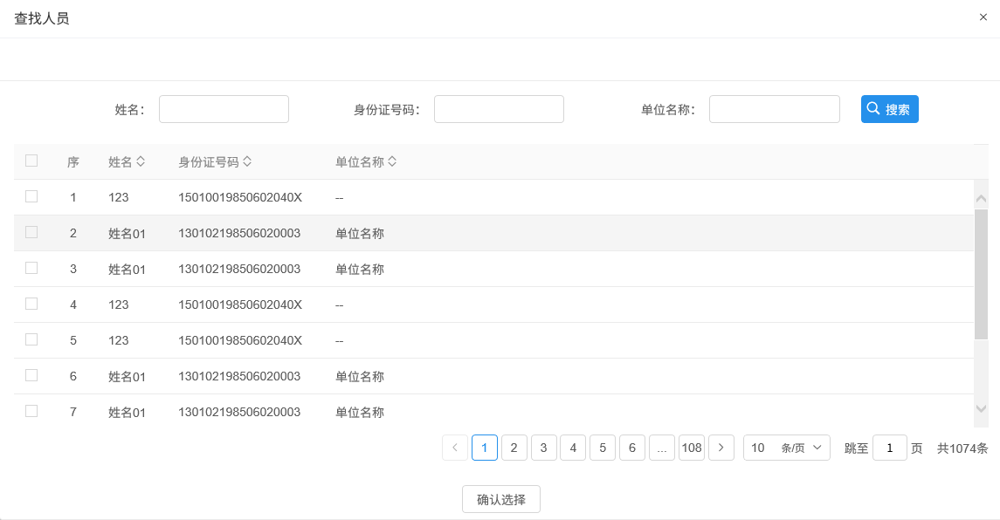 查找人员 ×
姓名： 身份证号码： 单位名称： 搜索
序 姓名 身份证号码 单位名称
1 123 15010019850602040X --
2 姓名01 130102198506020003 单位名称
3 姓名01 130102198506020003 单位名称
4 123 15010019850602040X --
5 123 15010019850602040X --
6 姓名01 130102198506020003 单位名称
7 姓名01 130102198506020003 单位名称
1 2 3 4 5 6 ... 108 10 条/页 跳至 1 页 共1074条
确认选择